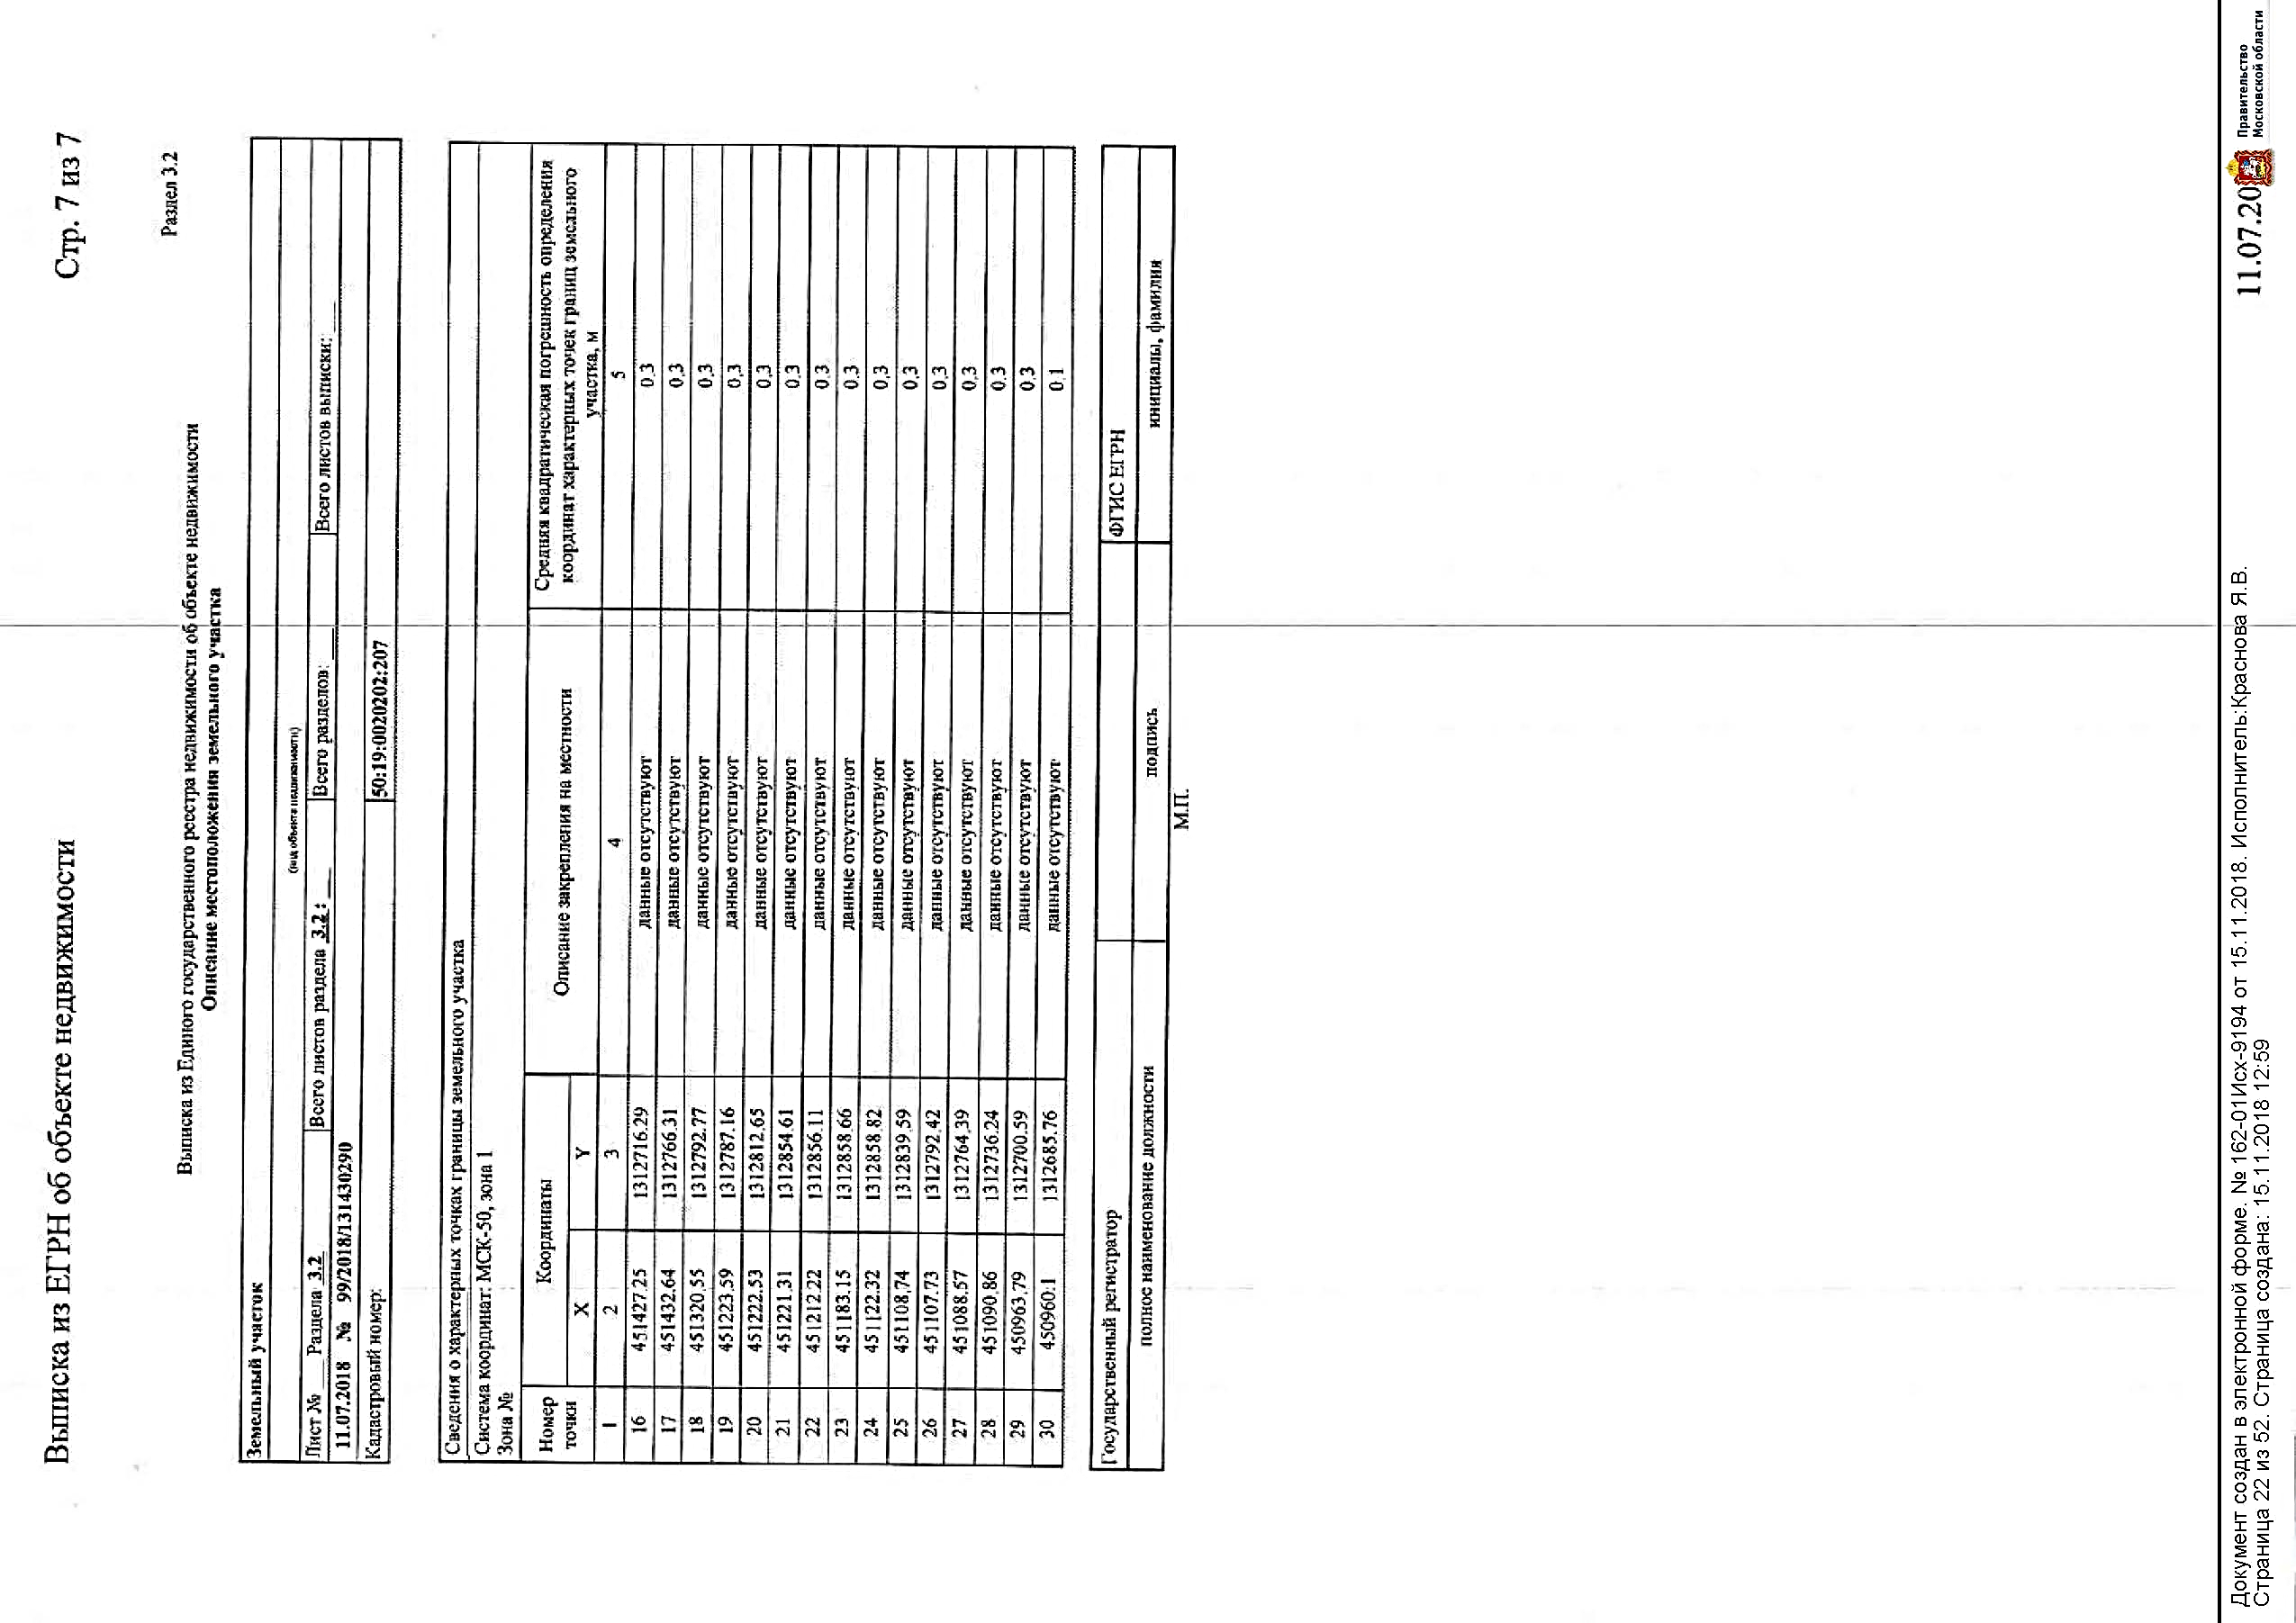 Выписка из ЕГРН об объекте недвижимости Стр. 7 из 7
Раздел 3.2
Выписка из Единого государственного реестра недвижимости об объекте недвижимости
Описание местоположения земельного участка
Земельный участок
(вид объекта недвижимости)
Лист № ___ Раздела 3.2 Всего листов раздела 3.2 : ___ Всего разделов: ___ Всего листов выписки: ___
11.07.2018 № 99/2018/131430290
Кадастровый номер: 50:19:0020202:207
Сведения о характерных точках границы земельного участка
Система координат: МСК-50, зона 1
Зона №
Номер точки Координаты Описание закрепления на местности Средняя квадратическая погрешность определения координат характерных точек границ земельного участка, м
X Y
1 2 3 4 5
16 451427.25 1312716.29 данные отсутствуют 0.3
17 451432.64 1312766.31 данные отсутствуют 0.3
18 451320.55 1312792.77 данные отсутствуют 0.3
19 451223.59 1312787.16 данные отсутствуют 0.3
20 451222.53 1312812.65 данные отсутствуют 0.3
21 451221.31 1312854.61 данные отсутствуют 0.3
22 451212.22 1312856.11 данные отсутствуют 0.3
23 451183.15 1312858.66 данные отсутствуют 0.3
24 451122.32 1312858.82 данные отсутствуют 0.3
25 451108.74 1312839.59 данные отсутствуют 0.3
26 451107.73 1312792.42 данные отсутствуют 0.3
27 451088.57 1312764.39 данные отсутствуют 0.3
28 451090.86 1312736.24 данные отсутствуют 0.3
29 450963.79 1312700.59 данные отсутствуют 0.3
30 450960.1 1312685.76 данные отсутствуют 0.1
Государственный регистратор ФГИС ЕГРН
полное наименование должности подпись инициалы, фамилия
М.П.
11.07.20
Документ создан в электронной форме. № 162-01Исх-9194 от 15.11.2018. Исполнитель:Краснова Я.В.
Страница 22 из 52. Страница создана: 15.11.2018 12:59
Правительство
Московской области